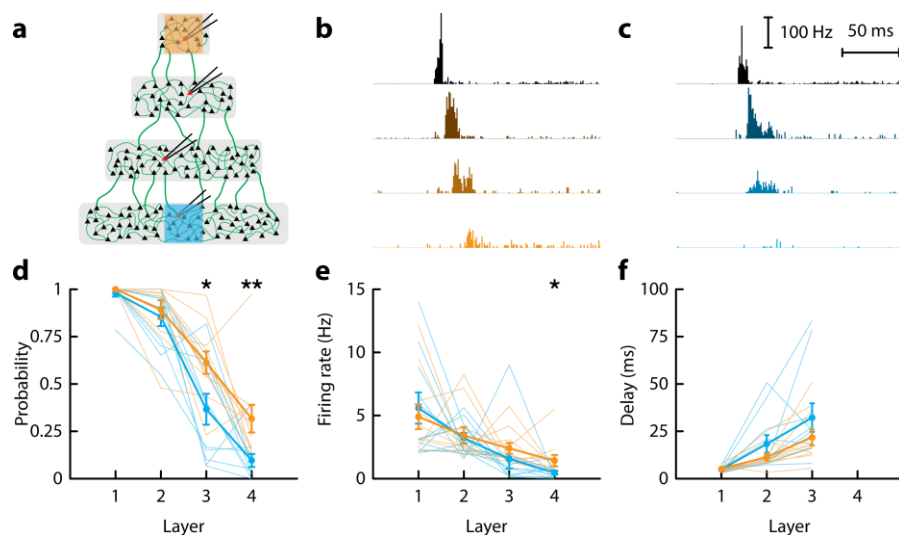 a
b
c
100 Hz
50 ms
d
e
f
* **
*
1
0.75
0.5
0.25
0
Probability
1 2 3 4
Layer
15
10
5
0
Firing rate (Hz)
1 2 3 4
Layer
100
75
50
25
0
Delay (ms)
1 2 3 4
Layer